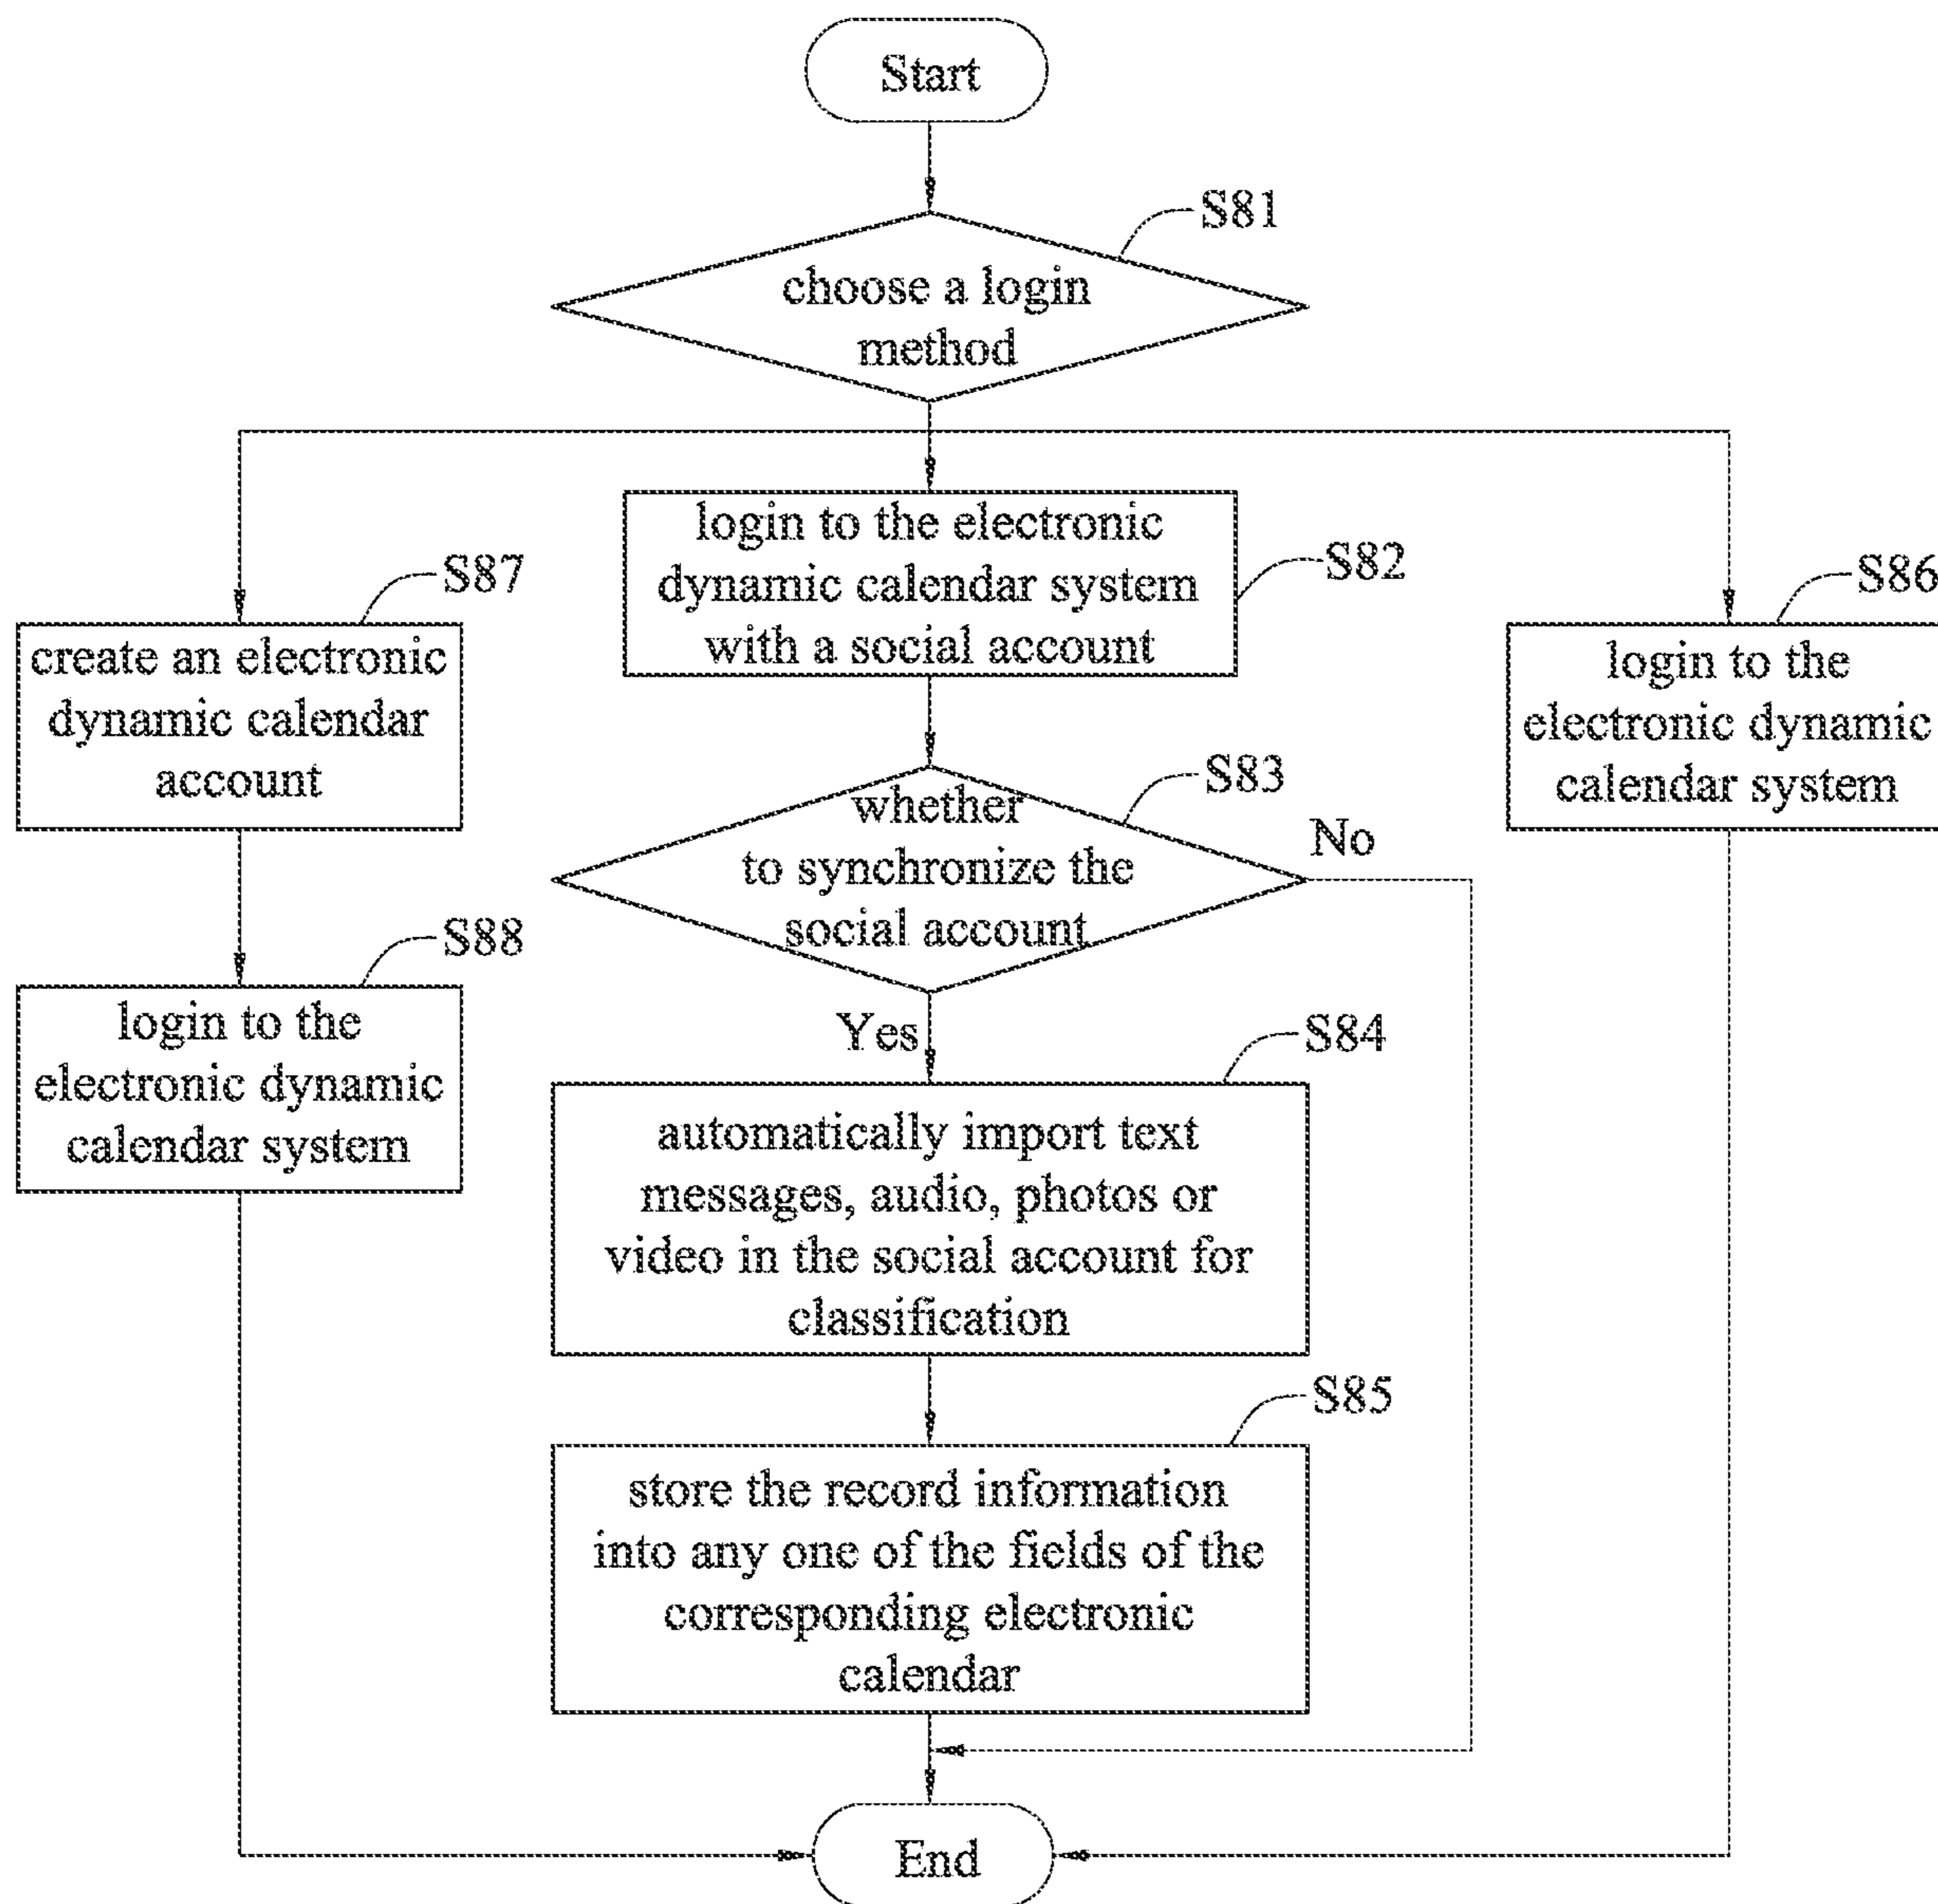 Start
S81
choose a login
method
S87
create an electronic
dynamic calendar
account
S88
login to the
electronic dynamic
calendar system
S82
login to the electronic
dynamic calendar system
with a social account
S83
whether
to synchronize the
social account
No
Yes
S84
automatically import text
messages, audio, photos or
video in the social account for
classification
S85
store the record information
into any one of the fields of the
corresponding electronic
calendar
S86
login to the
electronic dynamic
calendar system
End